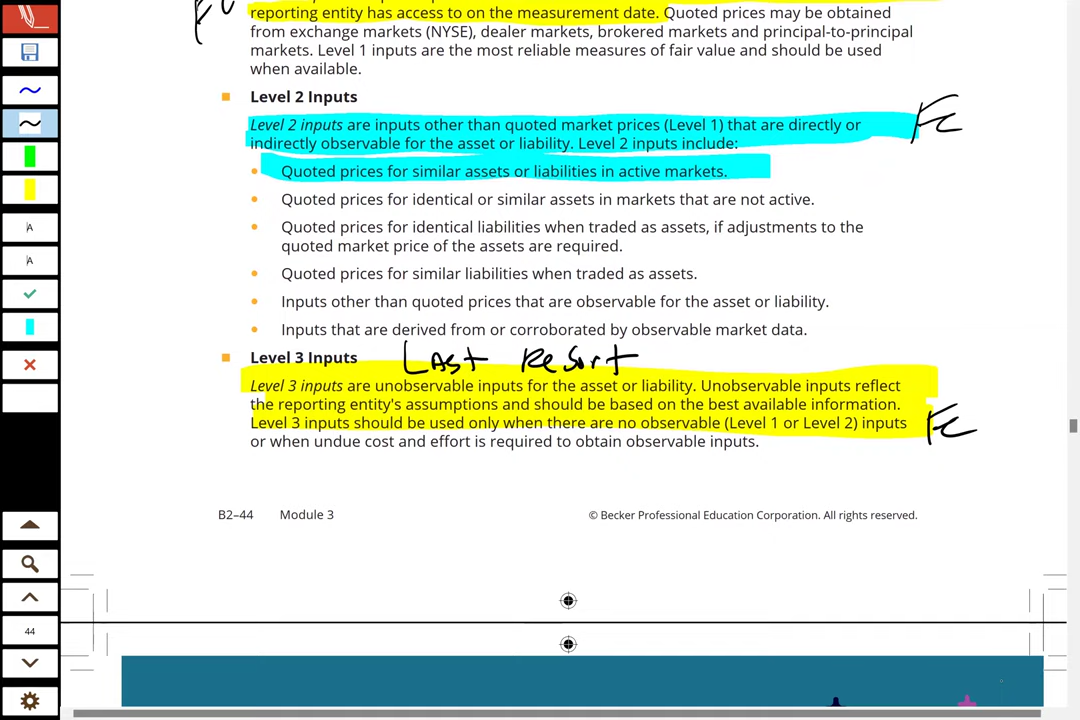 reporting entity has access to on the measurement date. Quoted prices may be obtained
from exchange markets (NYSE), dealer markets, brokered markets and principal-to-principal
markets. Level 1 inputs are the most reliable measures of fair value and should be used
when available.
Level 2 Inputs
Level 2 inputs are inputs other than quoted market prices (Level 1) that are directly or
indirectly observable for the asset or liability. Level 2 inputs include:
FC
• Quoted prices for similar assets or liabilities in active markets.
• Quoted prices for identical or similar assets in markets that are not active.
• Quoted prices for identical liabilities when traded as assets, if adjustments to the
quoted market price of the assets are required.
• Quoted prices for similar liabilities when traded as assets.
• Inputs other than quoted prices that are observable for the asset or liability.
• Inputs that are derived from or corroborated by observable market data.
Level 3 Inputs LAST ReSort
Level 3 inputs are unobservable inputs for the asset or liability. Unobservable inputs reflect
the reporting entity's assumptions and should be based on the best available information.
Level 3 inputs should be used only when there are no observable (Level 1 or Level 2) inputs
or when undue cost and effort is required to obtain observable inputs.
FC
B2–44 Module 3 © Becker Professional Education Corporation. All rights reserved.
A
A
44